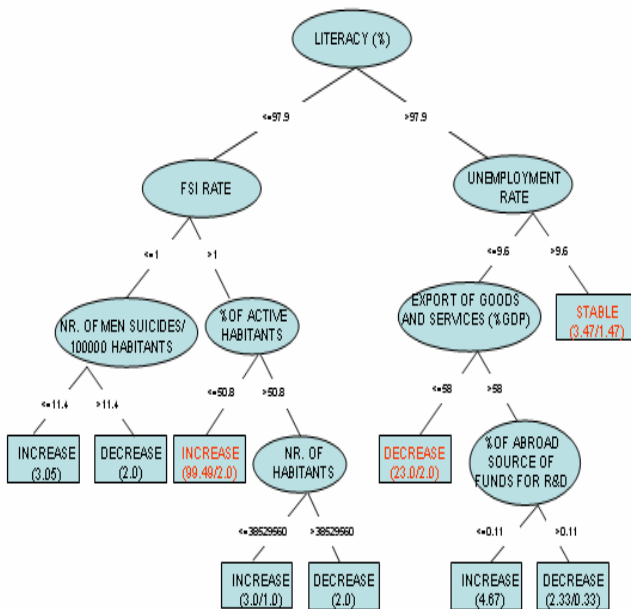 LITERACY (%)
<=97.9
>97.9
FSI RATE
UNEMPLOYMENT
RATE
<=1
>1
<=9.6
>9.6
NR. OF MEN SUICIDES/
100000 HABITANTS
%OF ACTIVE
HABITANTS
EXPORT OF GOODS
AND SERVICES (%GDP)
STABLE
(3.47/1.47)
<=11.4
>11.4
<=50.8
>50.8
<=58
>58
INCREASE
(3.05)
DECREASE
(2.0)
INCREASE
(99.49/2.0)
NR. OF
HABITANTS
DECREASE
(23.0/2.0)
%OF ABROAD
SOURCE OF
FUNDS FOR R&D
<=38529560
>38529560
<=0.11
>0.11
INCREASE
(3.0/1.0)
DECREASE
(2.0)
INCREASE
(4.67)
DECREASE
(2.33/0.33)